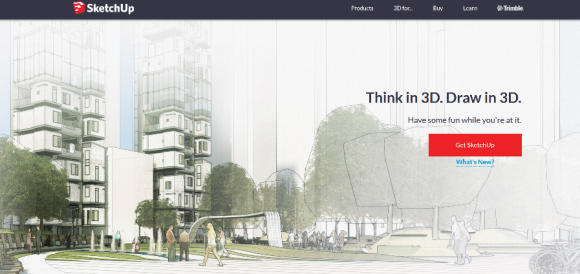 SketchUp
Products 3D for... Buy Learn Trimble
Think in 3D. Draw in 3D.
Have some fun while you're at it.
Get SketchUp
What's New?